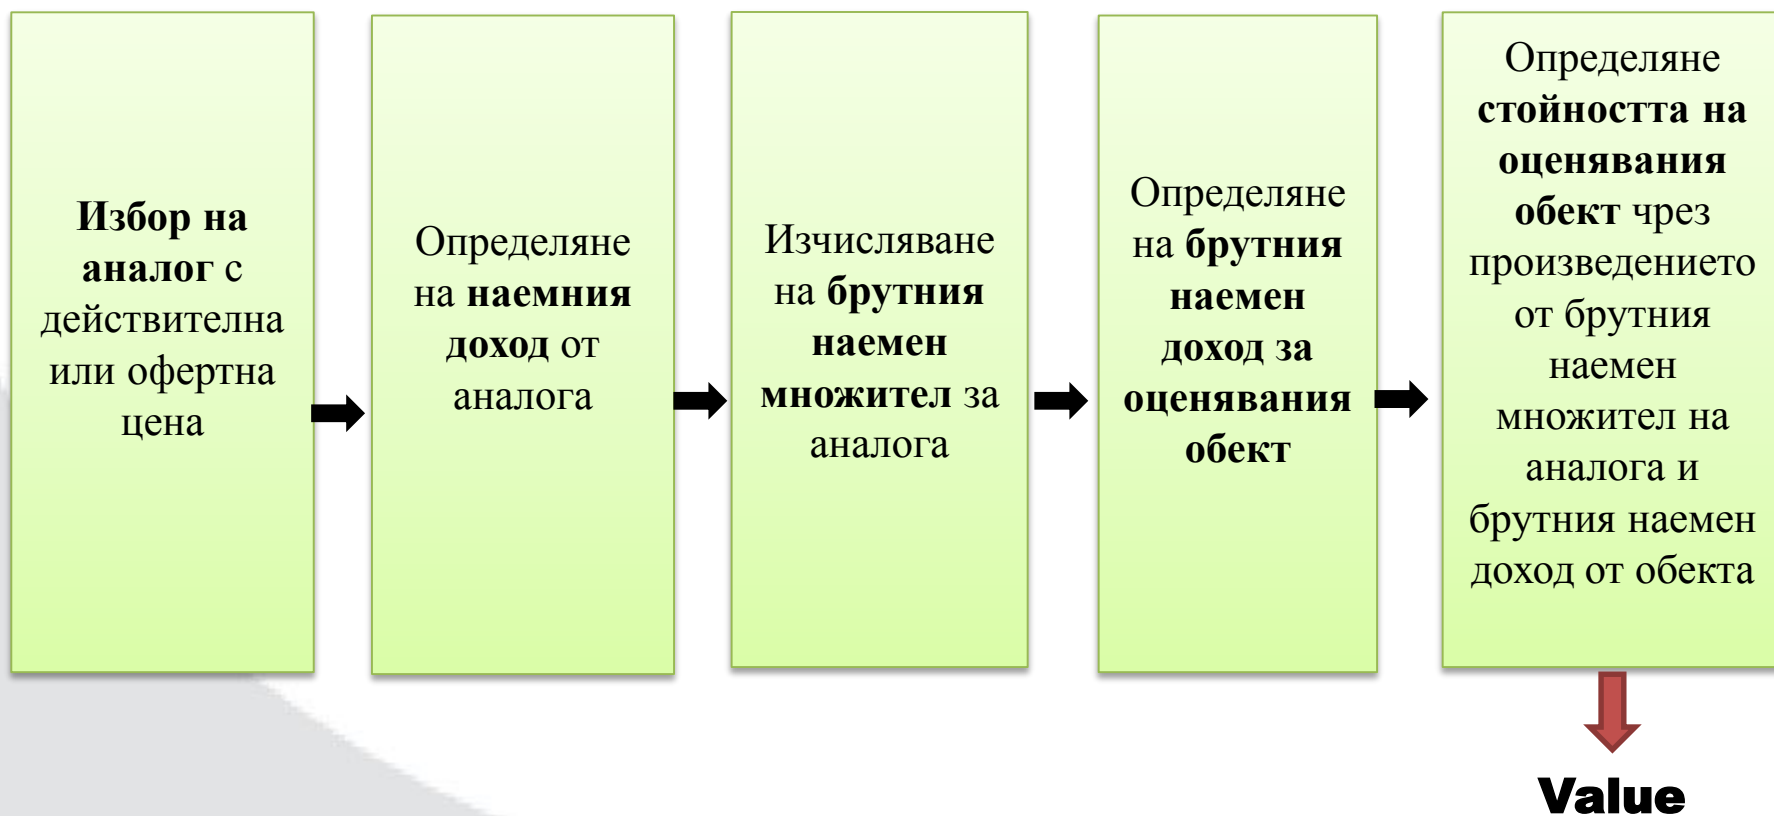 Избор на
аналог с
действителна
или офертна
цена
Определяне
на наемния
доход от
аналога
Изчисляване
на брутния
наемен
множител за
аналога
Определяне
на брутния
наемен
доход за
оценявания
обект
Определяне
стойността на
оценявания
обект чрез
произведението
от брутния
наемен
множител на
аналога и
брутния наемен
доход от обекта
Value